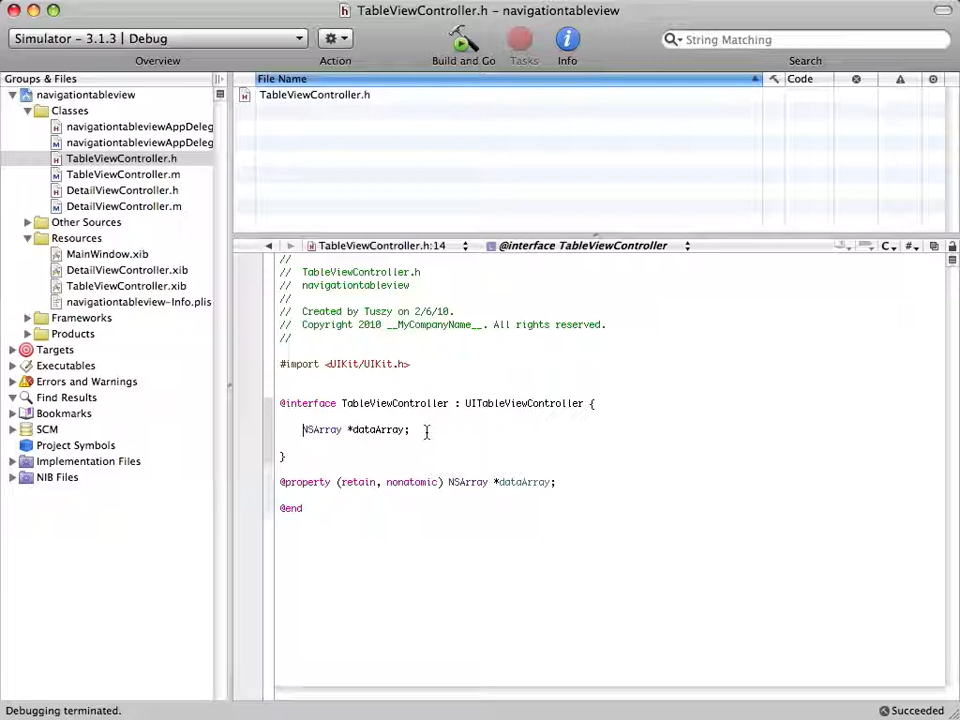 TableViewController.h - navigationtableview
Simulator - 3.1.3 | Debug
String Matching
Overview
Action
Build and Go
Tasks
Info
Search
Groups & Files
File Name
Code
navigationtableview
Classes
navigationtableviewAppDeleg
navigationtableviewAppDeleg
TableViewController.h
TableViewController.m
DetailViewController.h
DetailViewController.m
Other Sources
Resources
MainWindow.xib
DetailViewController.xib
TableViewController.xib
navigationtableview-Info.plis
Frameworks
Products
Targets
Executables
Errors and Warnings
Find Results
Bookmarks
SCM
Project Symbols
Implementation Files
NIB Files
TableViewController.h
TableViewController.h:14
@interface TableViewController
C
#
//
// TableViewController.h
// navigationtableview
//
// Created by Tuszy on 2/6/10.
// Copyright 2010 __MyCompanyName__. All rights reserved.
//
#import <UIKit/UIKit.h>
@interface TableViewController : UITableViewController {
NSArray *dataArray;
}
@property (retain, nonatomic) NSArray *dataArray;
@end
Debugging terminated.
Succeeded